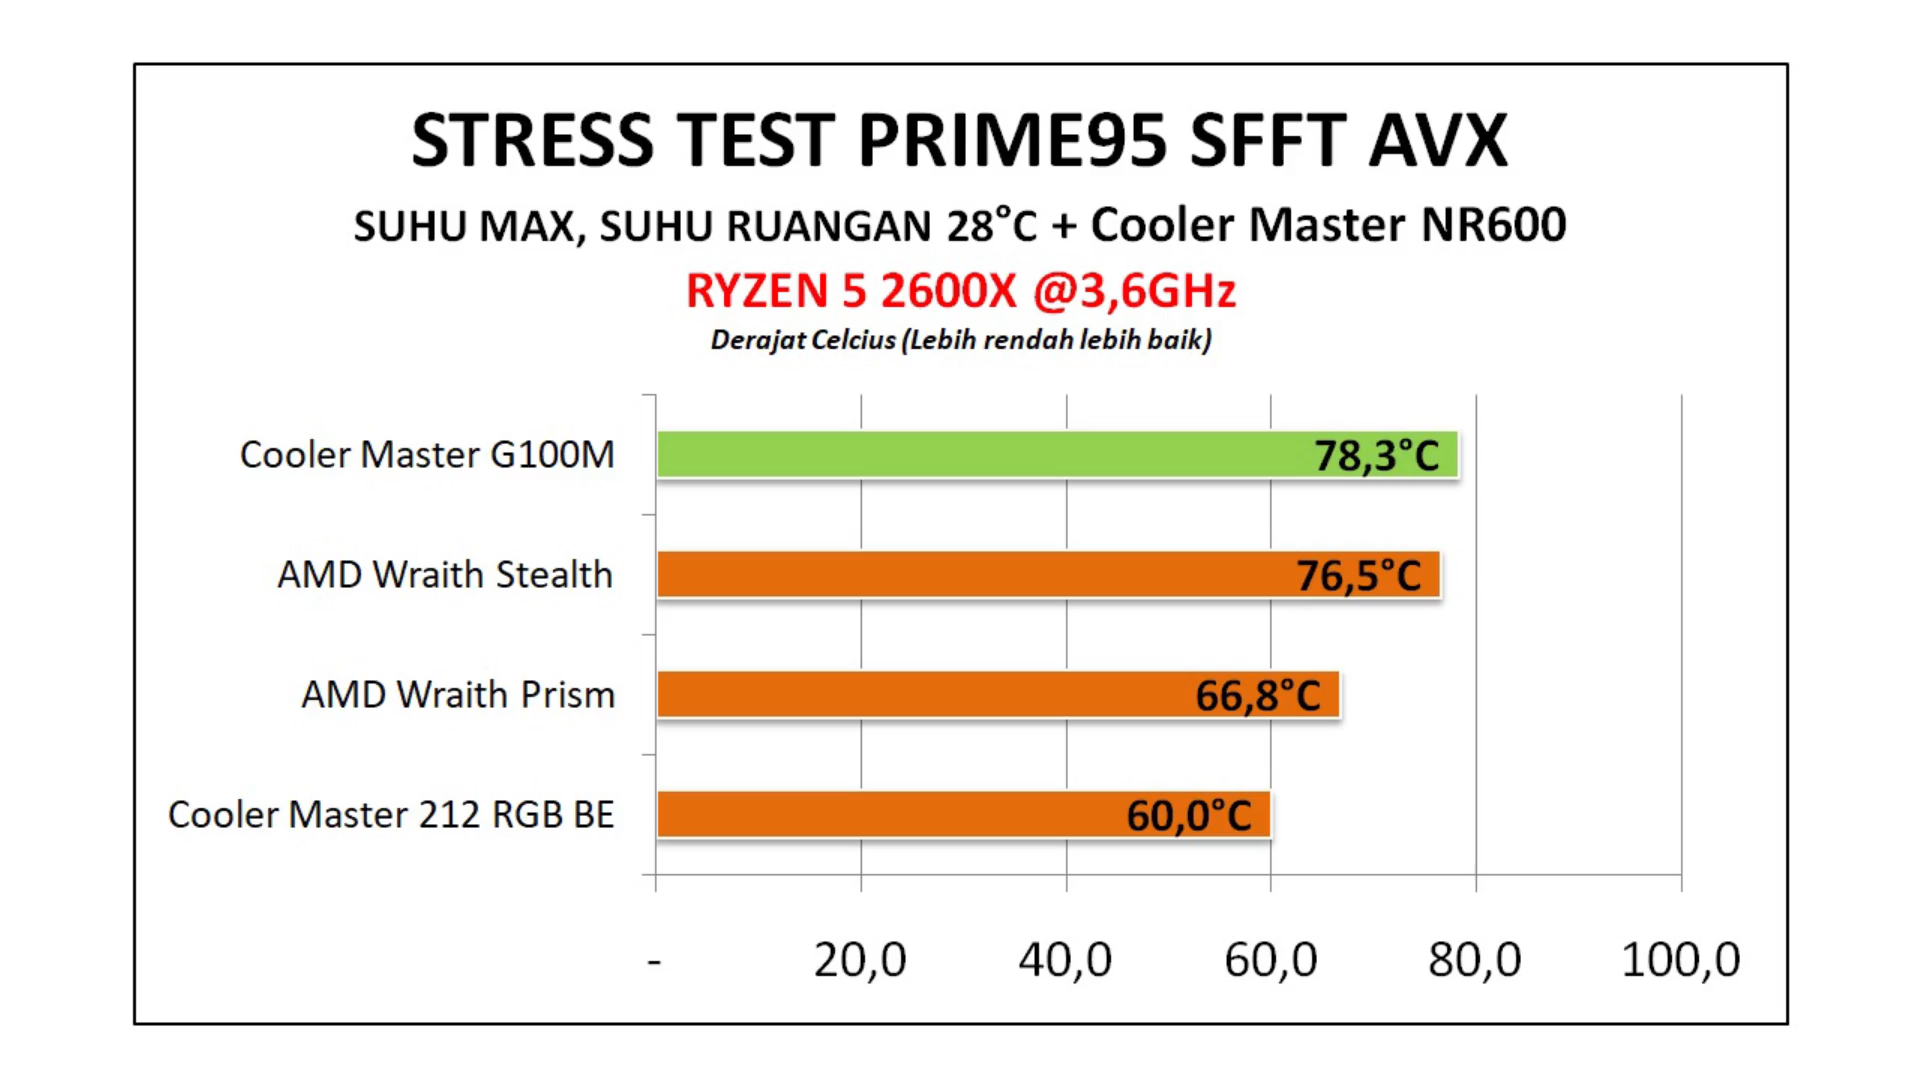 STRESS TEST PRIME95 SFFT AVX
SUHU MAX, SUHU RUANGAN 28°C + Cooler Master NR600
RYZEN 5 2600X @3,6GHz
Derajat Celcius (Lebih rendah lebih baik)
Cooler Master G100M 78,3°C
AMD Wraith Stealth 76,5°C
AMD Wraith Prism 66,8°C
Cooler Master 212 RGB BE 60,0°C
- 20,0 40,0 60,0 80,0 100,0